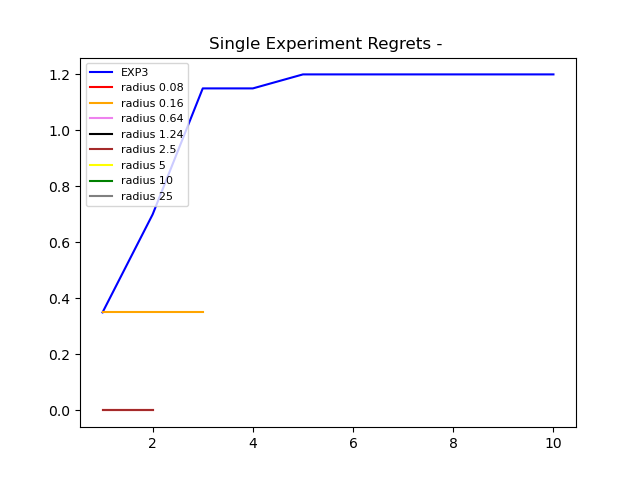 Single Experiment Regrets -
1.2
1.0
0.8
0.6
0.4
0.2
0.0
EXP3
radius 0.08
radius 0.16
radius 0.64
radius 1.24
radius 2.5
radius 5
radius 10
radius 25
2 4 6 8 10